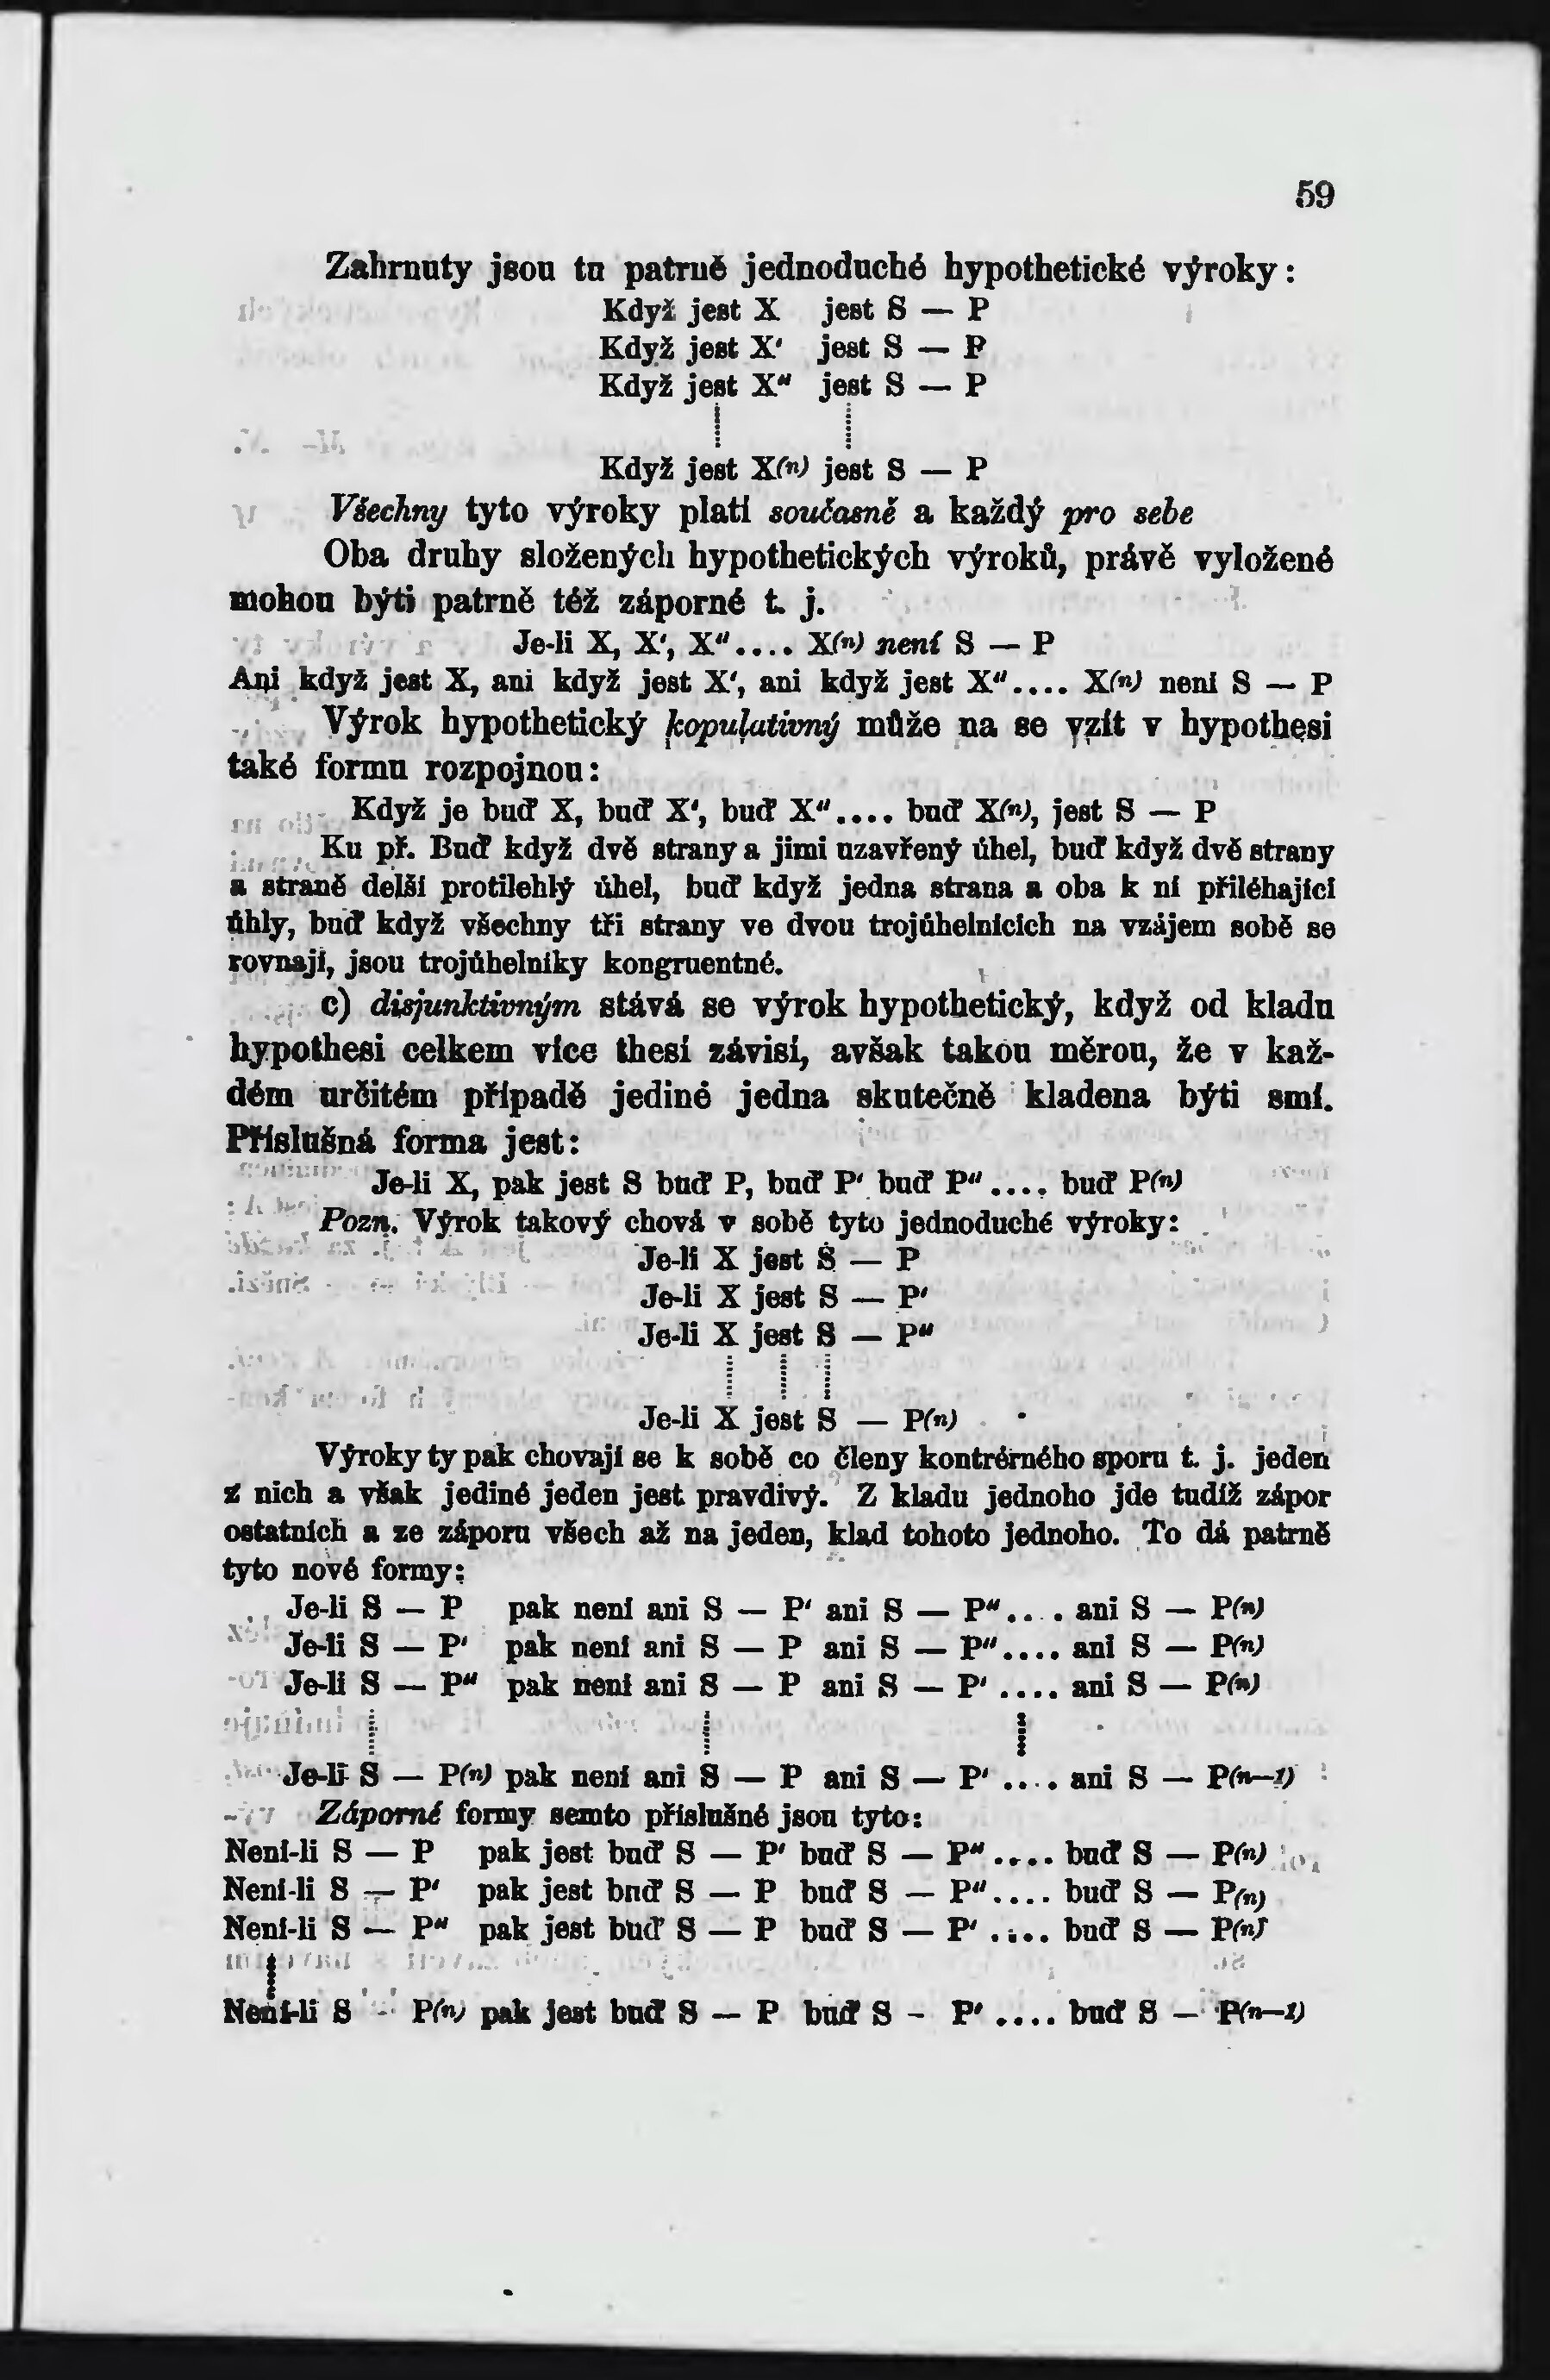 59
Zahrnuty jsou tu patrně jednoduché hypothetické výroky:
Když jest X jest S — P
Když jest X' jest S — P
Když jest X" jest S — P
Když jest X(n) jest S — P
Všechny tyto výroky platí současně a každý pro sebe
Oba druhy složených hypothetických výroků, právě vyložené
mohou býti patrně též záporné t. j.
Je-li X, X', X".... X(n) není S — P
Ani když jest X, ani když jest X', ani když jest X".... X(n) není S — P
Výrok hypothetický kopulativný může na se vzít v hypothesi
také formu rozpojnou:
Když je buď X, buď X', buď X".... buď X(n), jest S — P
Ku př. Buď když dvě strany a jimi uzavřený úhel, buď když dvě strany
a straně delší protilehlý úhel, buď když jedna strana a oba k ní přiléhající
úhly, buď když všechny tři strany ve dvou trojúhelnících na vzájem sobě se
rovnají, jsou trojúhelníky kongruentné.
c) disjunktivným stává se výrok hypothetický, když od kladu
hypothesi celkem více thesí závisí, avšak takou měrou, že v kaž-
dém určitém případě jediné jedna skutečně kladena býti smí.
Příslušná forma jest:
Je-li X, pak jest S buď P, buď P' buď P".... buď P(n)
Pozn. Výrok takový chová v sobě tyto jednoduché výroky:
Je-li X jest S — P
Je-li X jest S — P'
Je-li X jest S — P"
Je-li X jest S — P(n)
Výroky ty pak chovají se k sobě co členy kontrérného sporu t. j. jeden
z nich a však jediné jeden jest pravdivý. Z kladu jednoho jde tudíž zápor
ostatních a ze záporu všech až na jeden, klad tohoto jednoho. To dá patrně
tyto nové formy:
Je-li S — P pak není ani S — P' ani S — P".... ani S — P(n)
Je-li S — P' pak není ani S — P ani S — P".... ani S — P(n)
Je-li S — P" pak není ani S — P ani S — P' .... ani S — P(n)
Je-li S — P(n) pak není ani S — P ani S — P' .... ani S — P(n—1)
Záporné formy semto příslušné jsou tyto:
Není-li S — P pak jest buď S — P' buď S — P".... buď S — P(n)
Není-li S — P' pak jest buď S — P buď S — P".... buď S — P(n)
Není-li S — P" pak jest buď S — P buď S — P' .... buď S — P(n)
Není-li S - P(n) pak jest buď S — P buď S - P' .... buď S — P(n—1)